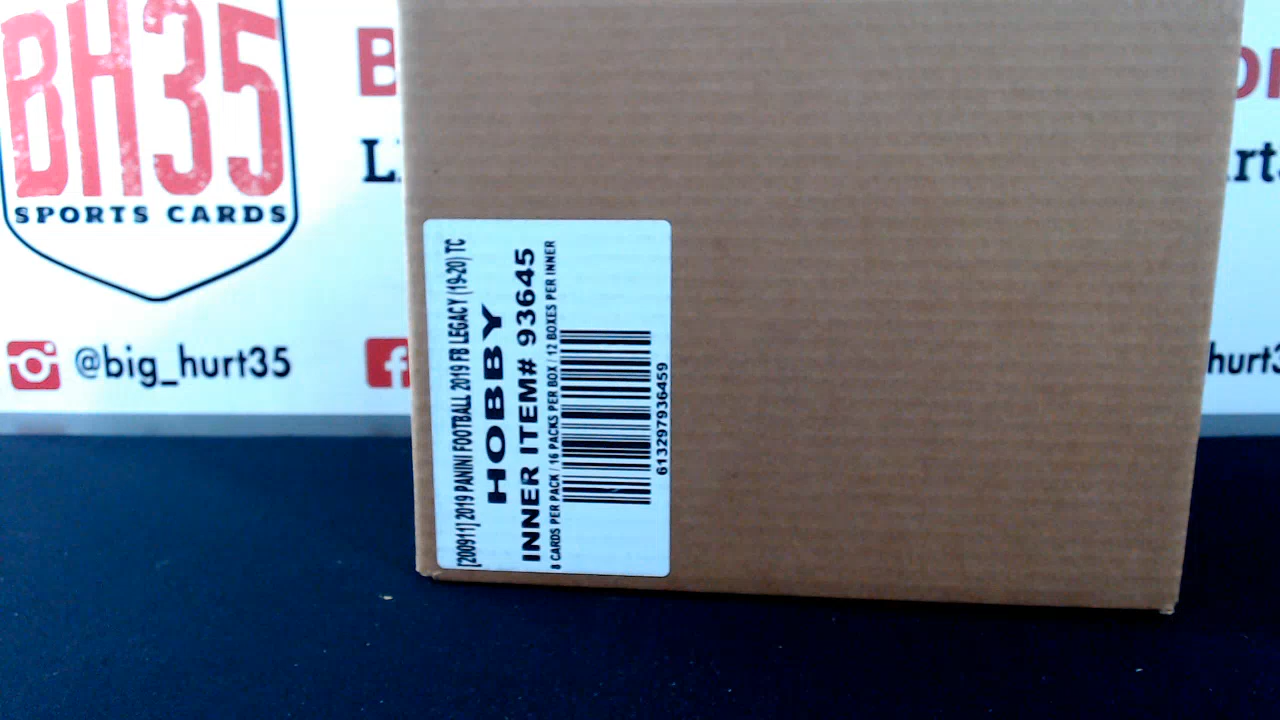 BH35
SPORTS CARDS
@big_hurt35
[200911] 2019 PANINI FOOTBALL 2019 FB LEGACY (19-20) TC
HOBBY
INNER ITEM# 93645
8 CARDS PER PACK / 16 PACKS PER BOX / 12 BOXES PER INNER
613297936459